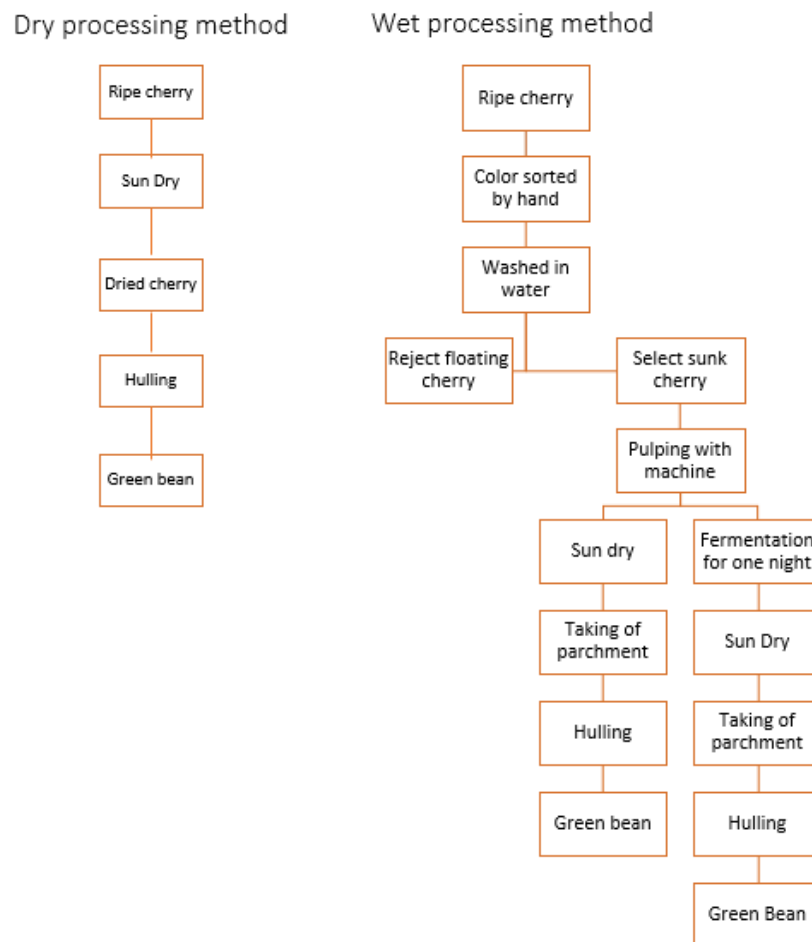 Dry processing method
Ripe cherry
Sun Dry
Dried cherry
Hulling
Green bean
Wet processing method
Ripe cherry
Color sorted
by hand
Washed in
water
Reject floating
cherry
Select sunk
cherry
Pulping with
machine
Sun dry
Taking of
parchment
Hulling
Green bean
Fermentation
for one night
Sun Dry
Taking of
parchment
Hulling
Green Bean